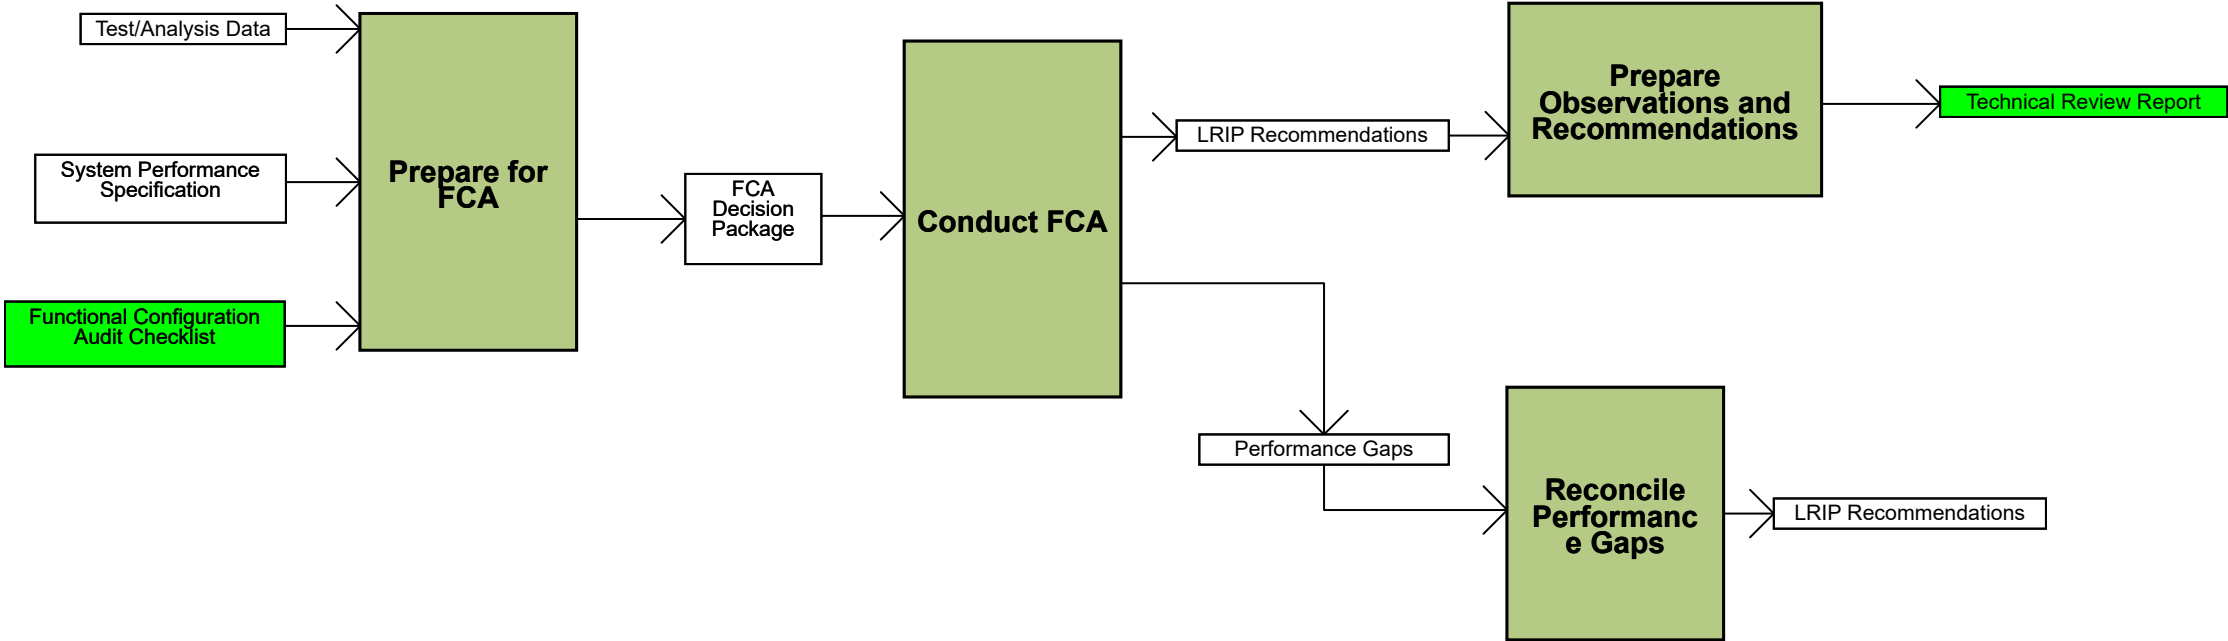 Test/Analysis Data
System Performance
Specification
Functional Configuration
Audit Checklist
Prepare for
FCA
FCA
Decision
Package
Conduct FCA
LRIP Recommendations
Prepare
Observations and
Recommendations
Technical Review Report
Performance Gaps
Reconcile
Performanc
e Gaps
LRIP Recommendations